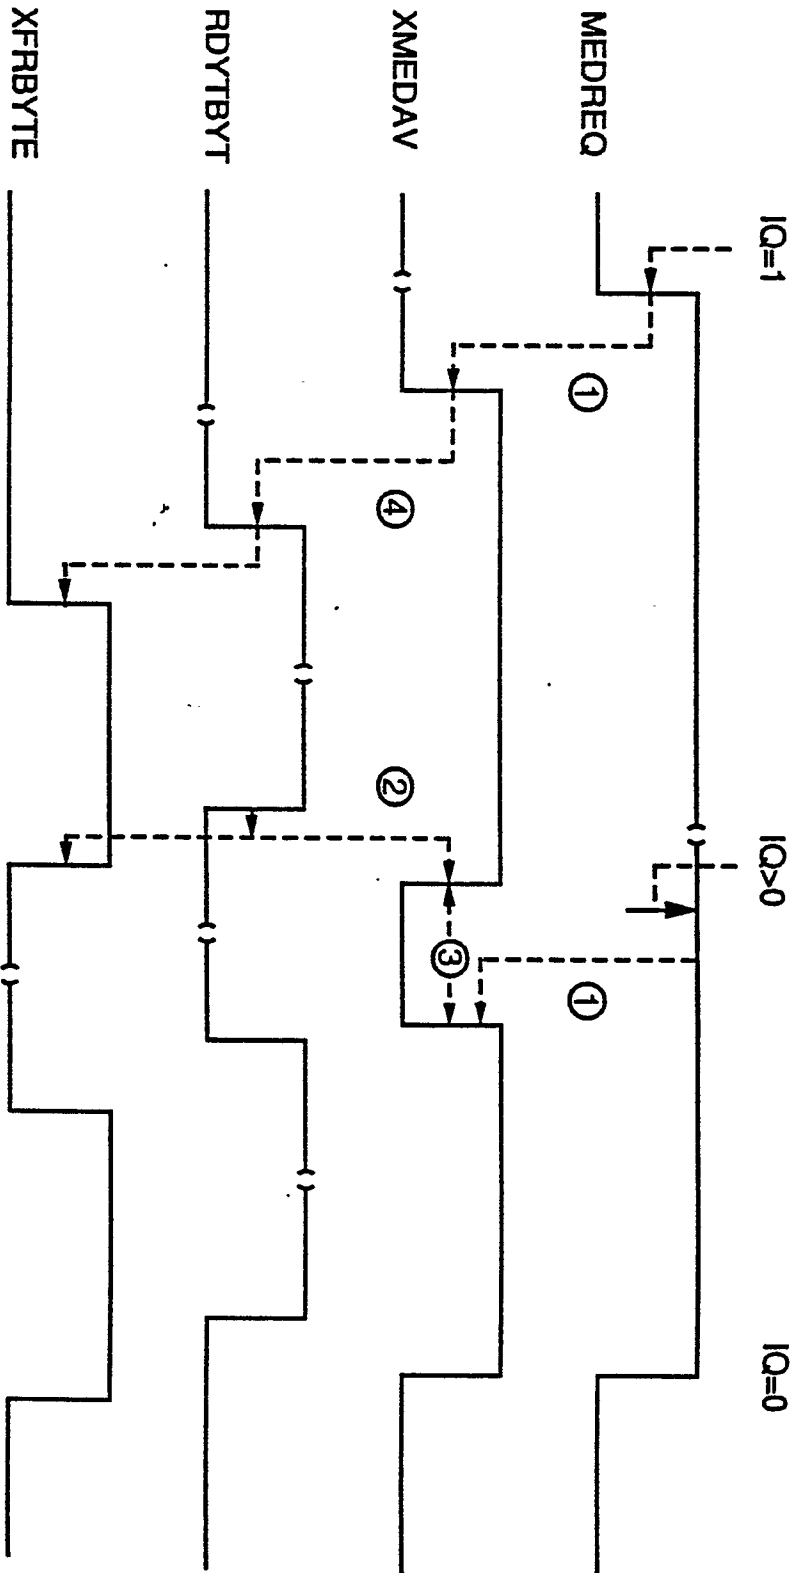 IQ=1
IQ>0
IQ=0
MEDREQ
①
①
XMEDAV
④
②
③
RDYTBYT
XFRBYTE